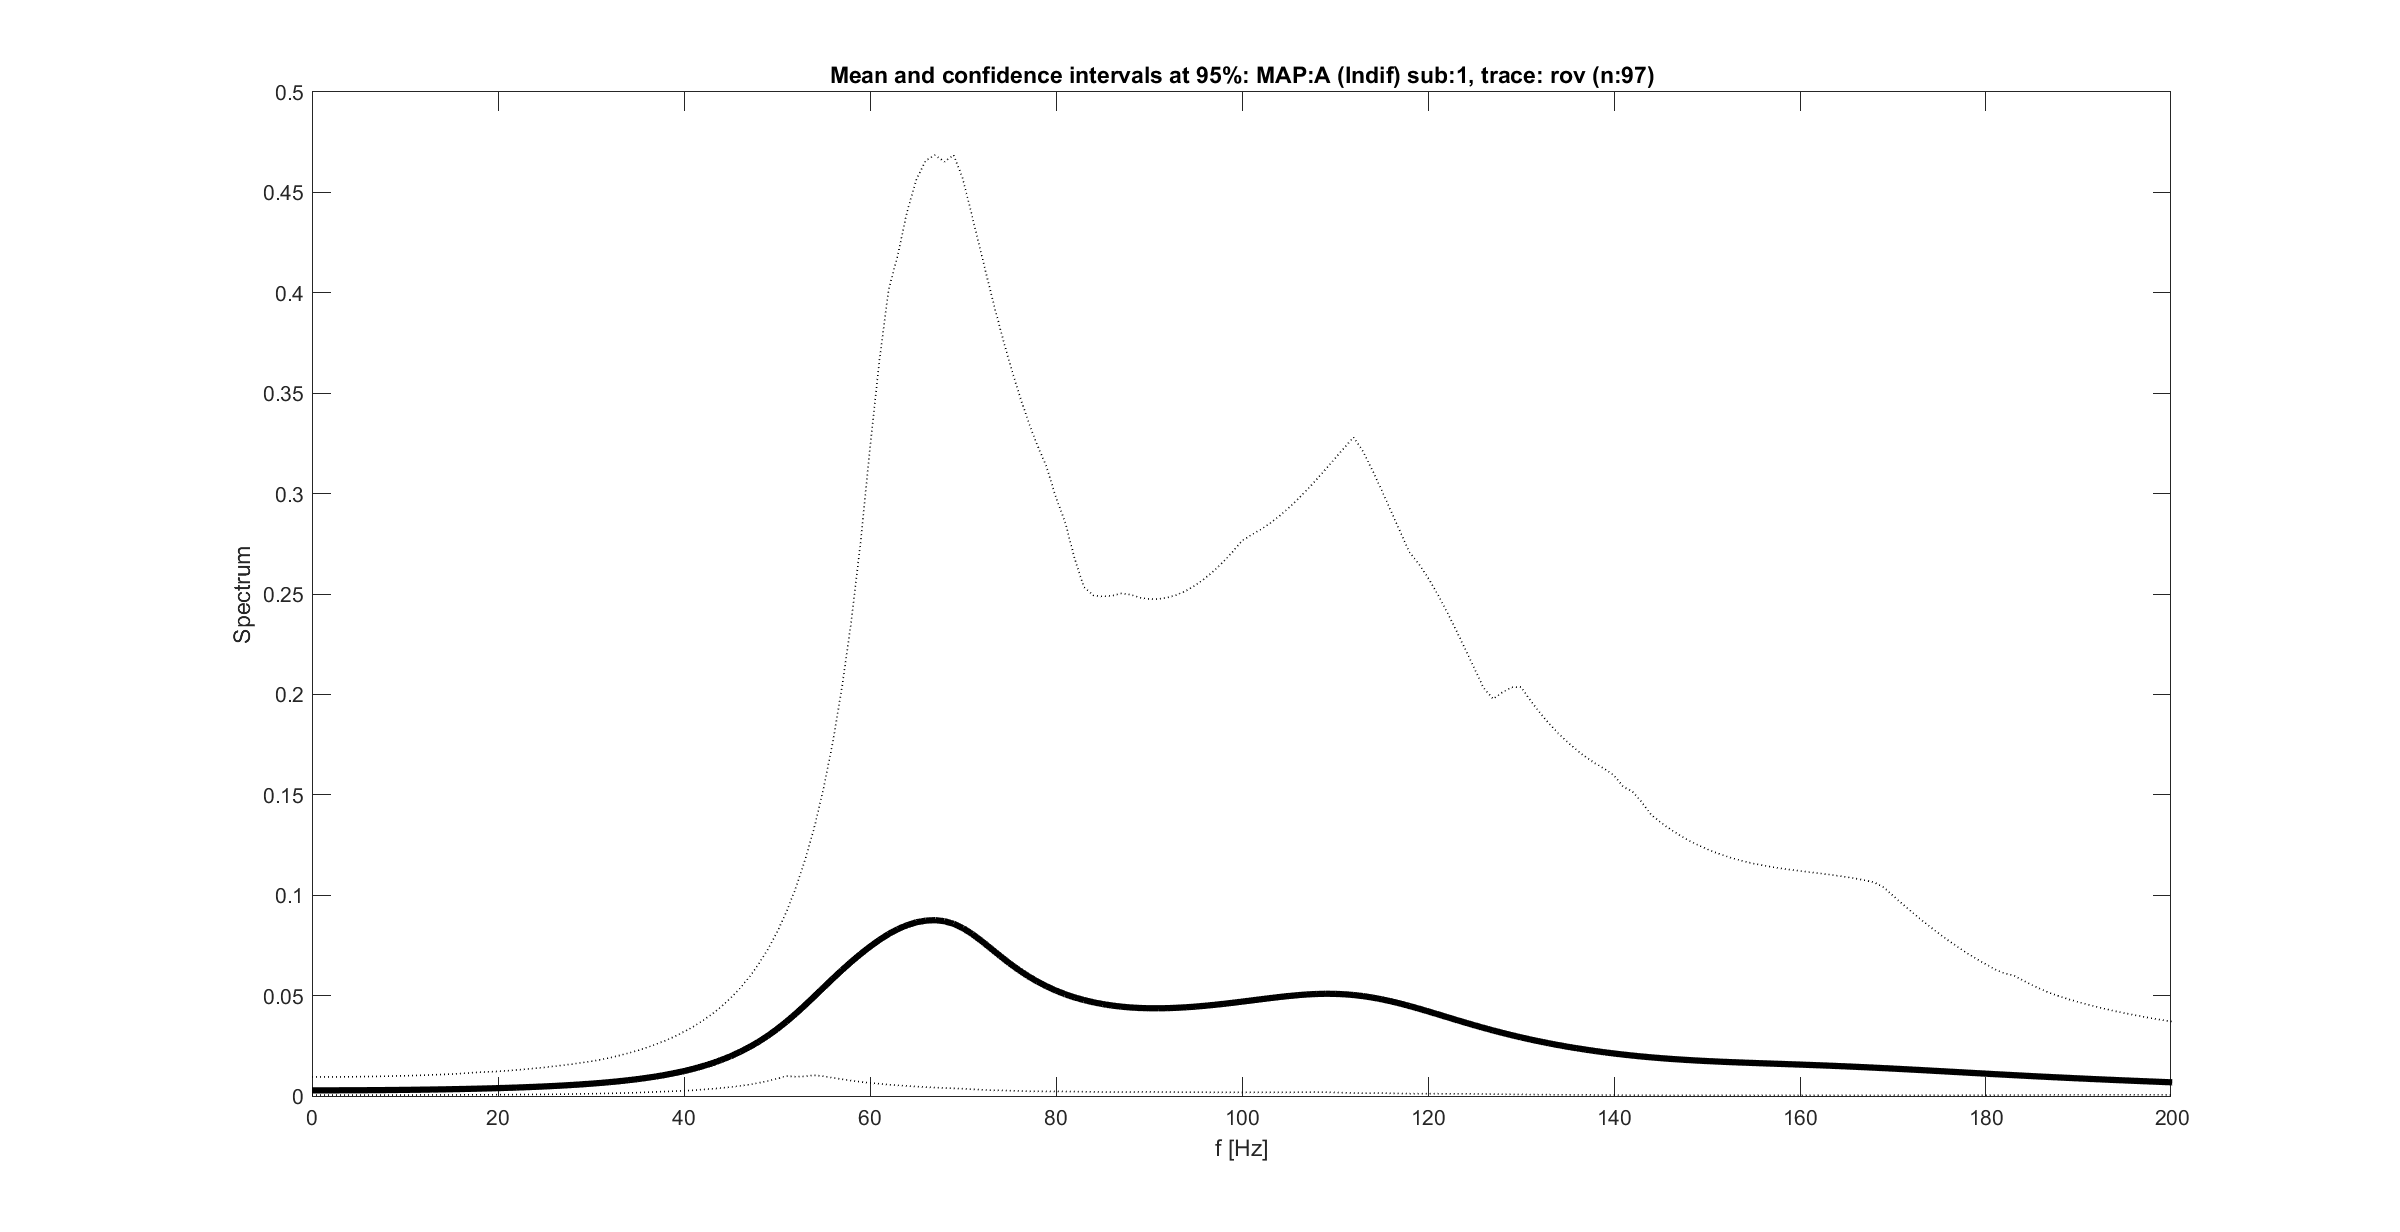 Mean and confidence intervals at 95%: MAP:A (Indif) sub:1, trace: rov (n:97)
0.5
0.45
0.4
0.35
0.3
0.25
0.2
0.15
0.1
0.05
0
Spectrum
0 20 40 60 80 100 120 140 160 180 200
f [Hz]